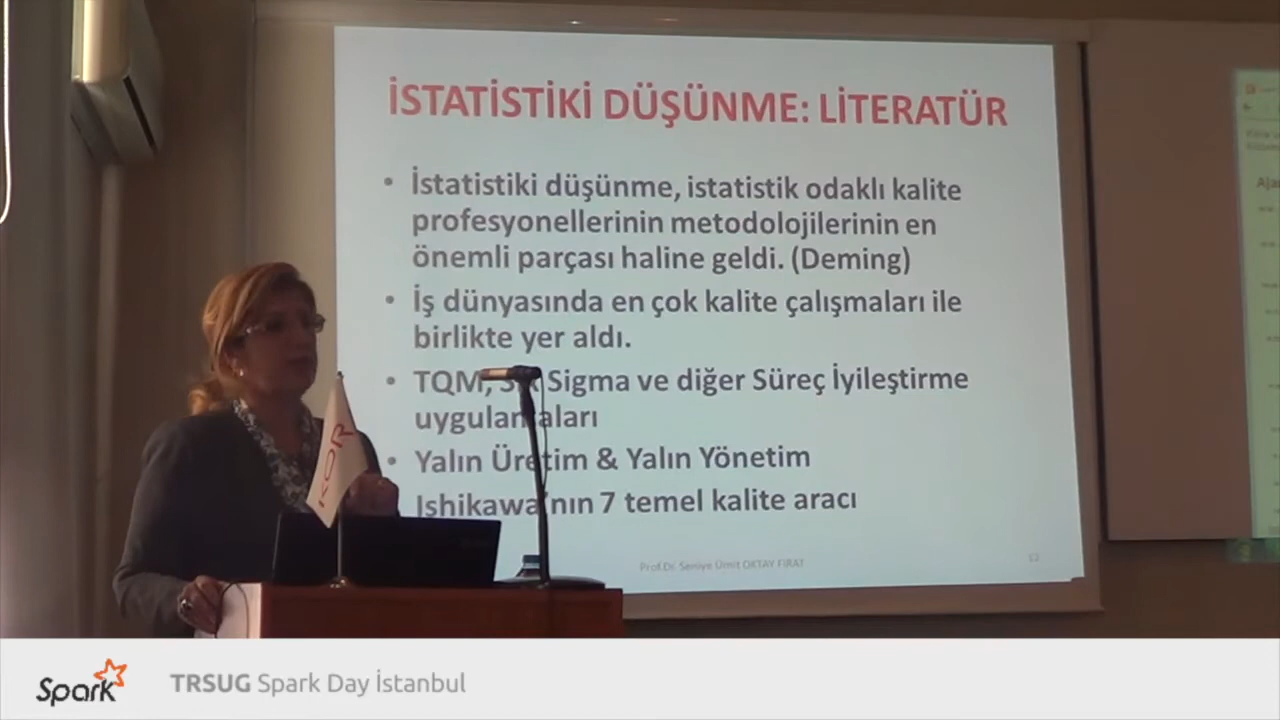 İSTATİSTİKİ DÜŞÜNME: LİTERATÜR
• İstatistiki düşünme, istatistik odaklı kalite
profesyonellerinin metodolojilerinin en
önemli parçası haline geldi. (Deming)
• İş dünyasında en çok kalite çalışmaları ile
birlikte yer aldı.
• TQM, Six Sigma ve diğer Süreç İyileştirme
uygulamaları
• Yalın Üretim & Yalın Yönetim
Ishikawa'nın 7 temel kalite aracı
Prof.Dr. Seniye Ümit OKTAY FIRAT
Spark
TRSUG Spark Day İstanbul